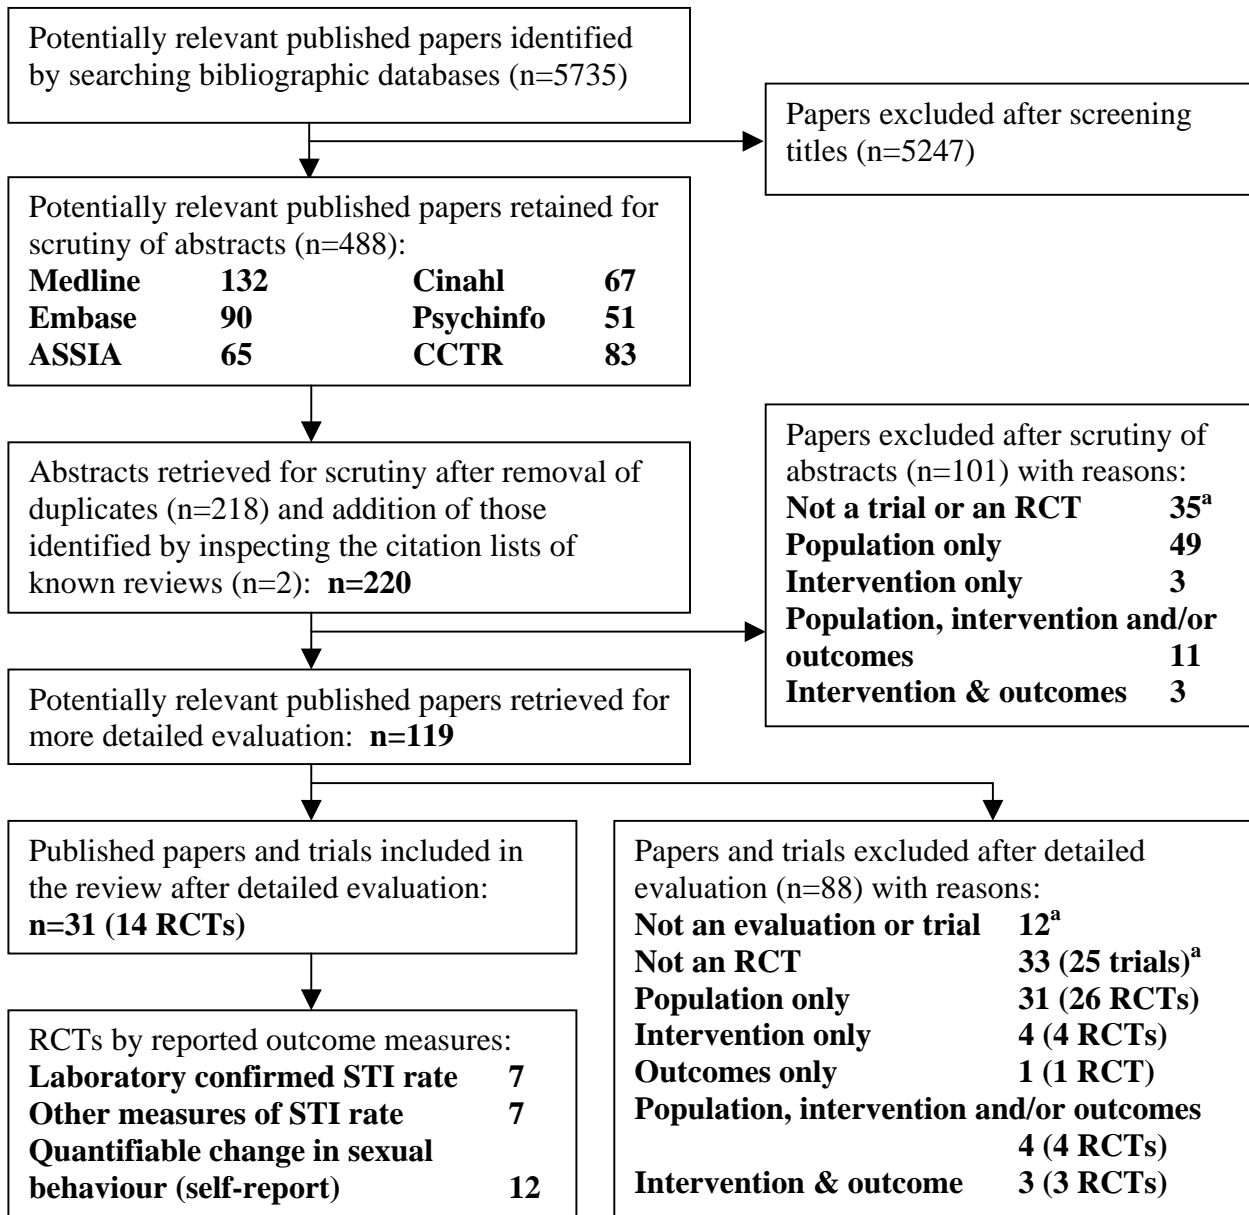 Potentially relevant published papers identified
by searching bibliographic databases (n=5735)
Papers excluded after screening
titles (n=5247)
Potentially relevant published papers retained for
scrutiny of abstracts (n=488):
Medline 132 Cinahl 67
Embase 90 Psychinfo 51
ASSIA 65 CCTR 83
Abstracts retrieved for scrutiny after removal of
duplicates (n=218) and addition of those
identified by inspecting the citation lists of
known reviews (n=2): n=220
Papers excluded after scrutiny of
abstracts (n=101) with reasons:
Not a trial or an RCT 35a
Population only 49
Intervention only 3
Population, intervention and/or
outcomes 11
Intervention & outcomes 3
Potentially relevant published papers retrieved for
more detailed evaluation: n=119
Published papers and trials included in
the review after detailed evaluation:
n=31 (14 RCTs)
Papers and trials excluded after detailed
evaluation (n=88) with reasons:
Not an evaluation or trial 12a
Not an RCT 33 (25 trials)a
Population only 31 (26 RCTs)
Intervention only 4 (4 RCTs)
Outcomes only 1 (1 RCT)
Population, intervention and/or outcomes
4 (4 RCTs)
Intervention & outcome 3 (3 RCTs)
RCTs by reported outcome measures:
Laboratory confirmed STI rate 7
Other measures of STI rate 7
Quantifiable change in sexual
behaviour (self-report) 12